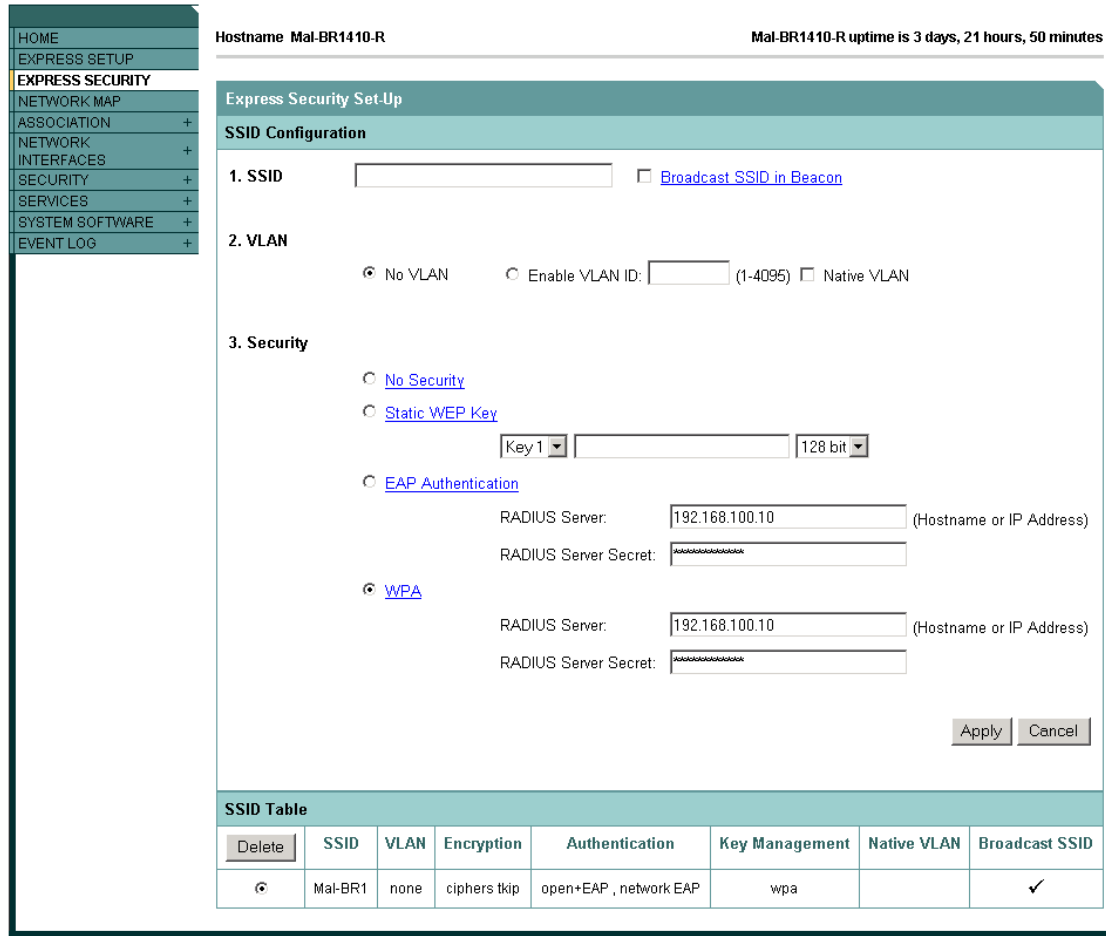 HOME
EXPRESS SETUP
EXPRESS SECURITY
NETWORK MAP
ASSOCIATION +
NETWORK
INTERFACES +
SECURITY +
SERVICES +
SYSTEM SOFTWARE +
EVENT LOG +
Hostname Mal-BR1410-R
Mal-BR1410-R uptime is 3 days, 21 hours, 50 minutes
Express Security Set-Up
SSID Configuration
1. SSID Broadcast SSID in Beacon
2. VLAN
No VLAN Enable VLAN ID: (1-4095) Native VLAN
3. Security
No Security
Static WEP Key
Key 1 128 bit
EAP Authentication
RADIUS Server: 192.168.100.10 (Hostname or IP Address)
RADIUS Server Secret: *************
WPA
RADIUS Server: 192.168.100.10 (Hostname or IP Address)
RADIUS Server Secret: *************
Apply Cancel
SSID Table
Delete SSID VLAN Encryption Authentication Key Management Native VLAN Broadcast SSID
Mal-BR1 none ciphers tkip open+EAP , network EAP wpa ✓